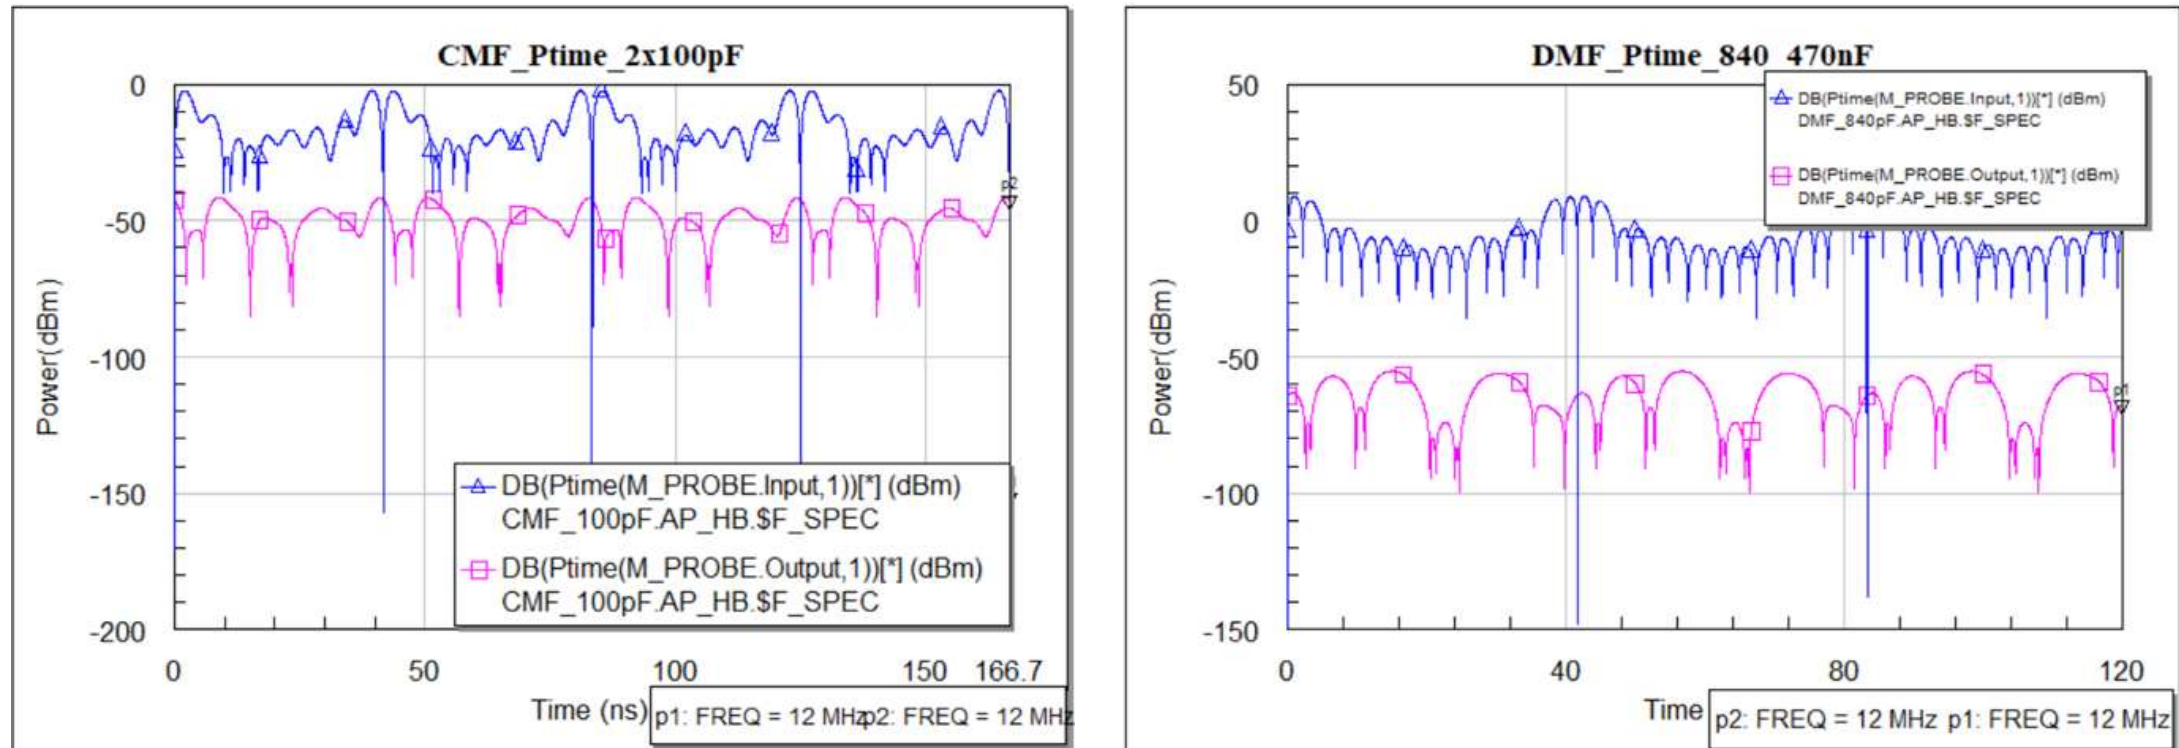 CMF_Ptime_2x100pF
0
-50
-100
-150
-200
Power(dBm)
p2
DB(Ptime(M_PROBE.Input,1))[*] (dBm)
CMF_100pF.AP_HB.$F_SPEC
DB(Ptime(M_PROBE.Output,1))[*] (dBm)
CMF_100pF.AP_HB.$F_SPEC
0 50 100 150 166.7
Time (ns)
p1: FREQ = 12 MHz
p2: FREQ = 12 MHz
DMF_Ptime_840_470nF
50
0
-50
-100
-150
Power(dBm)
DB(Ptime(M_PROBE.Input,1))[*] (dBm)
DMF_840pF.AP_HB.$F_SPEC
DB(Ptime(M_PROBE.Output,1))[*] (dBm)
DMF_840pF.AP_HB.$F_SPEC
p1
0 40 80 120
Time
p2: FREQ = 12 MHz p1: FREQ = 12 MHz